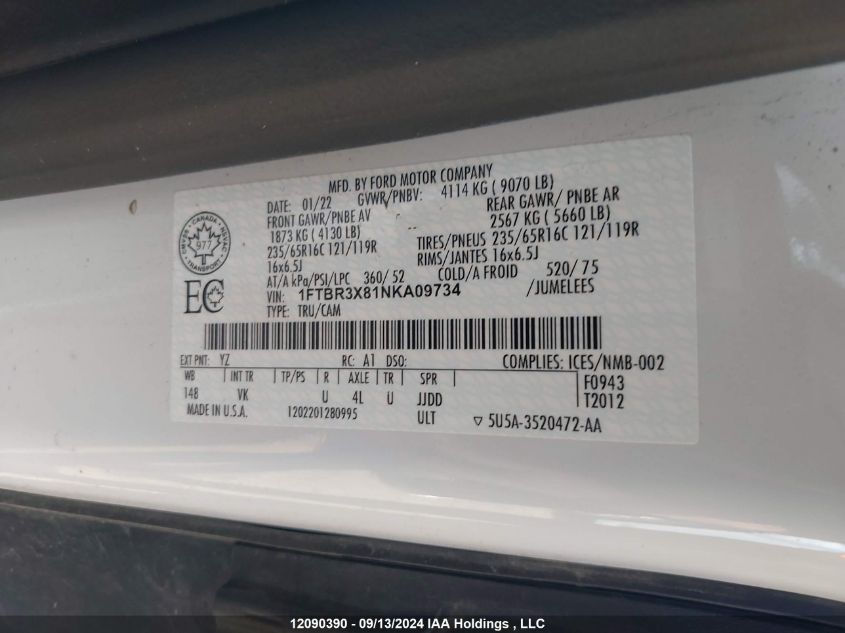 MFD. BY FORD MOTOR COMPANY
DATE: 01/22 GVWR/PNBV: 4114 KG ( 9070 LB)
FRONT GAWR/PNBE AV REAR GAWR/ PNBE AR
1873 KG ( 4130 LB) 2567 KG ( 5660 LB)
235/65R16C 121/119R TIRES/PNEUS 235/65R16C 121/119R
16x6.5J RIMS/JANTES 16x6.5J
AT/A kPa/PSI/LPC 360/ 52 COLD/A FROID 520/ 75
VIN: 1FTBR3X81NKA09734 /JUMELEES
TYPE: TRU/CAM
CANADA
977
TRANSPORT
EC
EXT PNT: YZ RC: A1 DSO: COMPLIES: ICES/NMB-002
WB INT TR TP/PS R AXLE TR SPR F0943
148 VK U 4L U JJDD T2012
MADE IN U.S.A. 1202201280995 ULT ▽ 5U5A-3520472-AA
12090390 - 09/13/2024 IAA Holdings , LLC